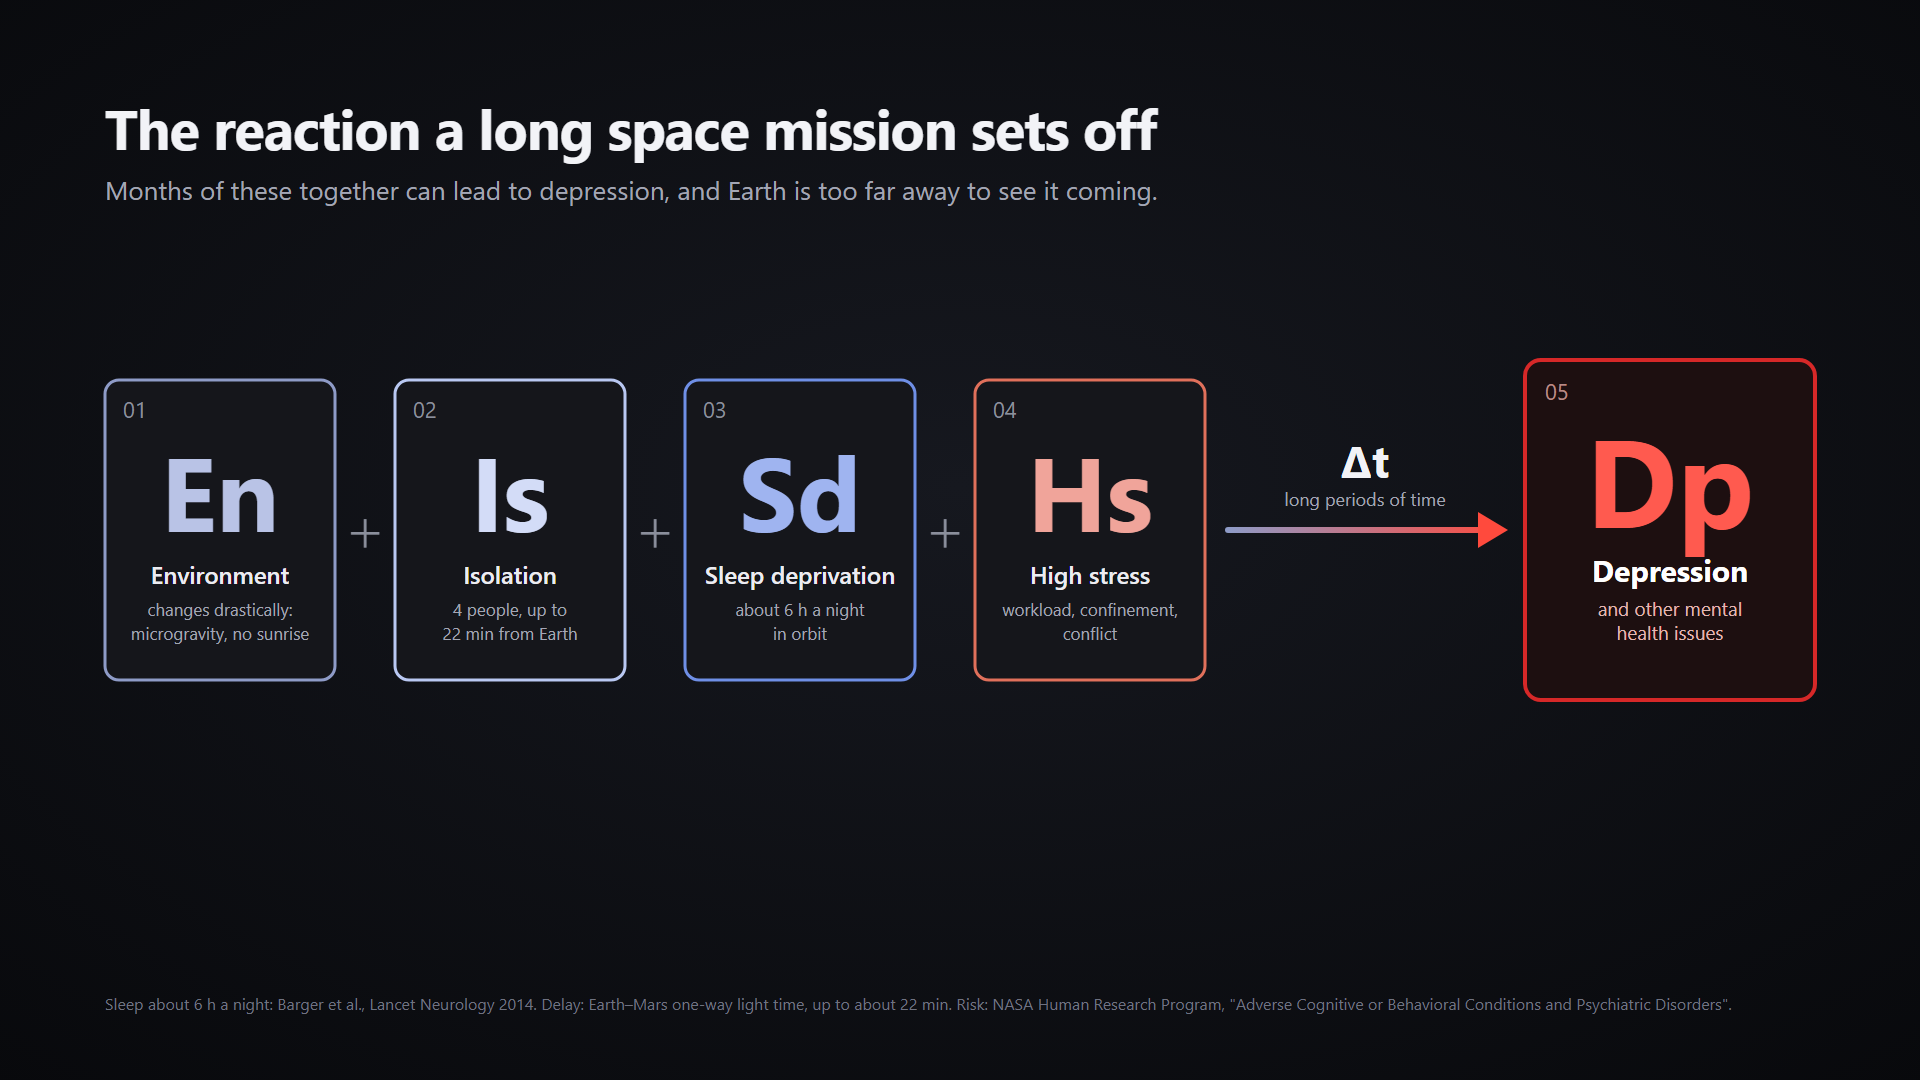 The reaction a long space mission sets off
Months of these together can lead to depression, and Earth is too far away to see it coming.
01
En
Environment
changes drastically:
microgravity, no sunrise
+
02
Is
Isolation
4 people, up to
22 min from Earth
+
03
Sd
Sleep deprivation
about 6 h a night
in orbit
+
04
Hs
High stress
workload, confinement,
conflict
Δt
long periods of time
05
Dp
Depression
and other mental
health issues
Sleep about 6 h a night: Barger et al., Lancet Neurology 2014. Delay: Earth–Mars one-way light time, up to about 22 min. Risk: NASA Human Research Program, "Adverse Cognitive or Behavioral Conditions and Psychiatric Disorders".